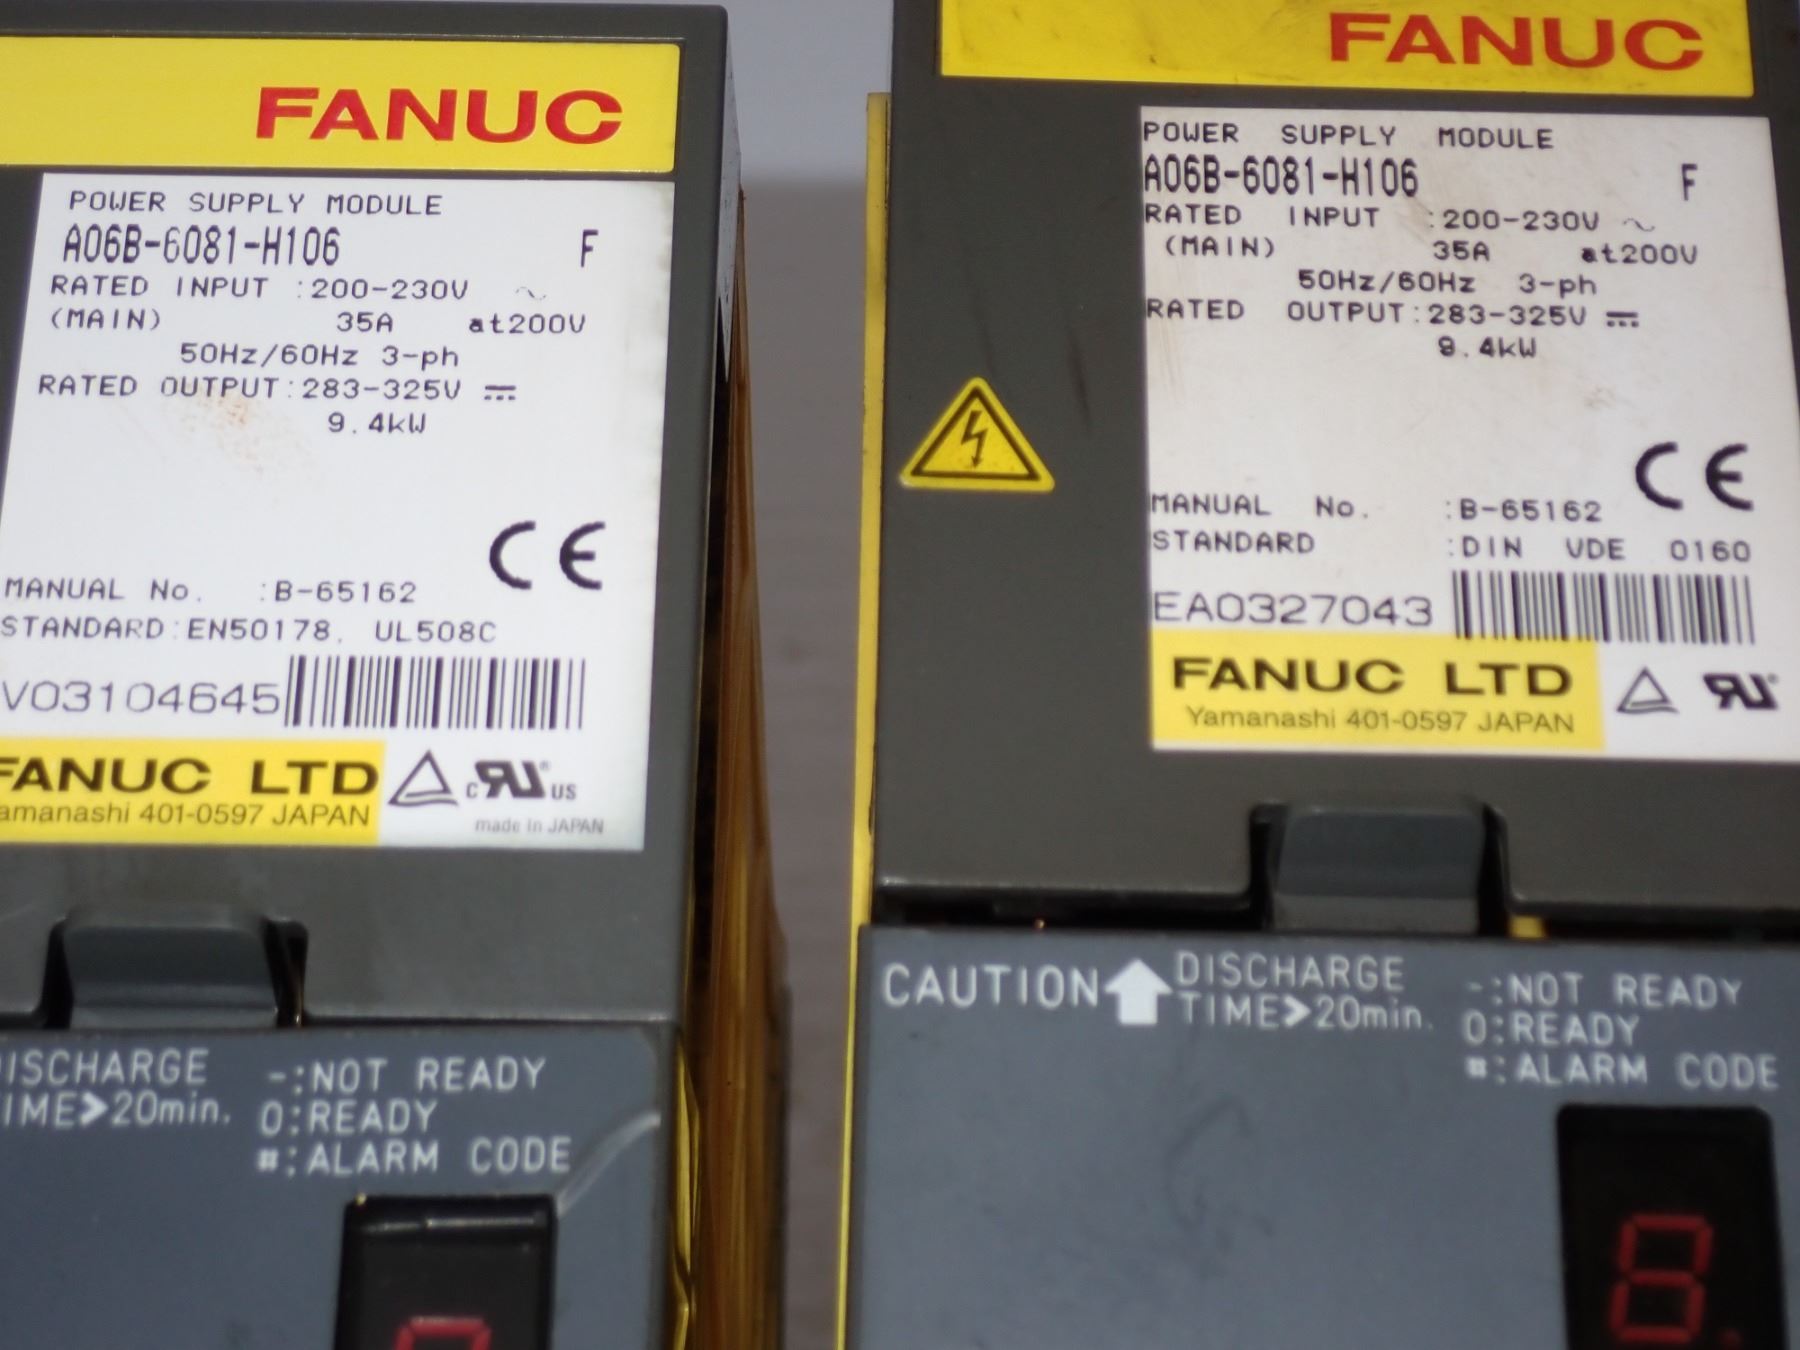 FANUC
POWER SUPPLY MODULE
A06B-6081-H106 F
RATED INPUT :200-230V ~
(MAIN) 35A at200V
50Hz/60Hz 3-ph
RATED OUTPUT:283-325V
9.4kW
CE
MANUAL No. :B-65162
STANDARD:EN50178, UL508C
V03104645
FANUC LTD
amanashi 401-0597 JAPAN
c RU US
made in JAPAN
DISCHARGE
TIME>20min.
-:NOT READY
0:READY
#:ALARM CODE
FANUC
POWER SUPPLY MODULE
A06B-6081-H106 F
RATED INPUT :200-230V ~
(MAIN) 35A at200V
50Hz/60Hz 3-ph
RATED OUTPUT:283-325V
9.4kW
CE
MANUAL No. :B-65162
STANDARD :DIN VDE 0160
EA0327043
FANUC LTD
Yamanashi 401-0597 JAPAN
RU
CAUTION
DISCHARGE
TIME>20min.
-:NOT READY
0:READY
#:ALARM CODE
8.